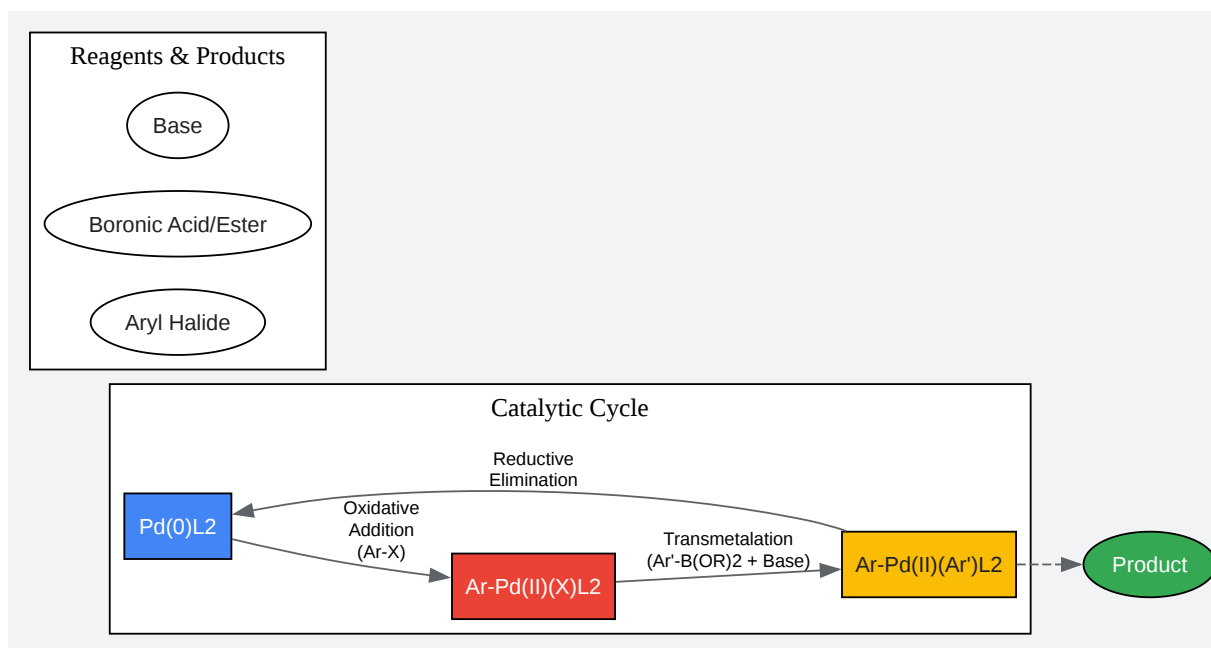 Reagents & Products
Base
Boronic Acid/Ester
Aryl Halide
Catalytic Cycle
Reductive
Elimination
Pd(0)L2
Oxidative
Addition
(Ar-X)
Ar-Pd(II)(X)L2
Transmetalation
(Ar'-B(OR)2 + Base)
Ar-Pd(II)(Ar')L2
Product